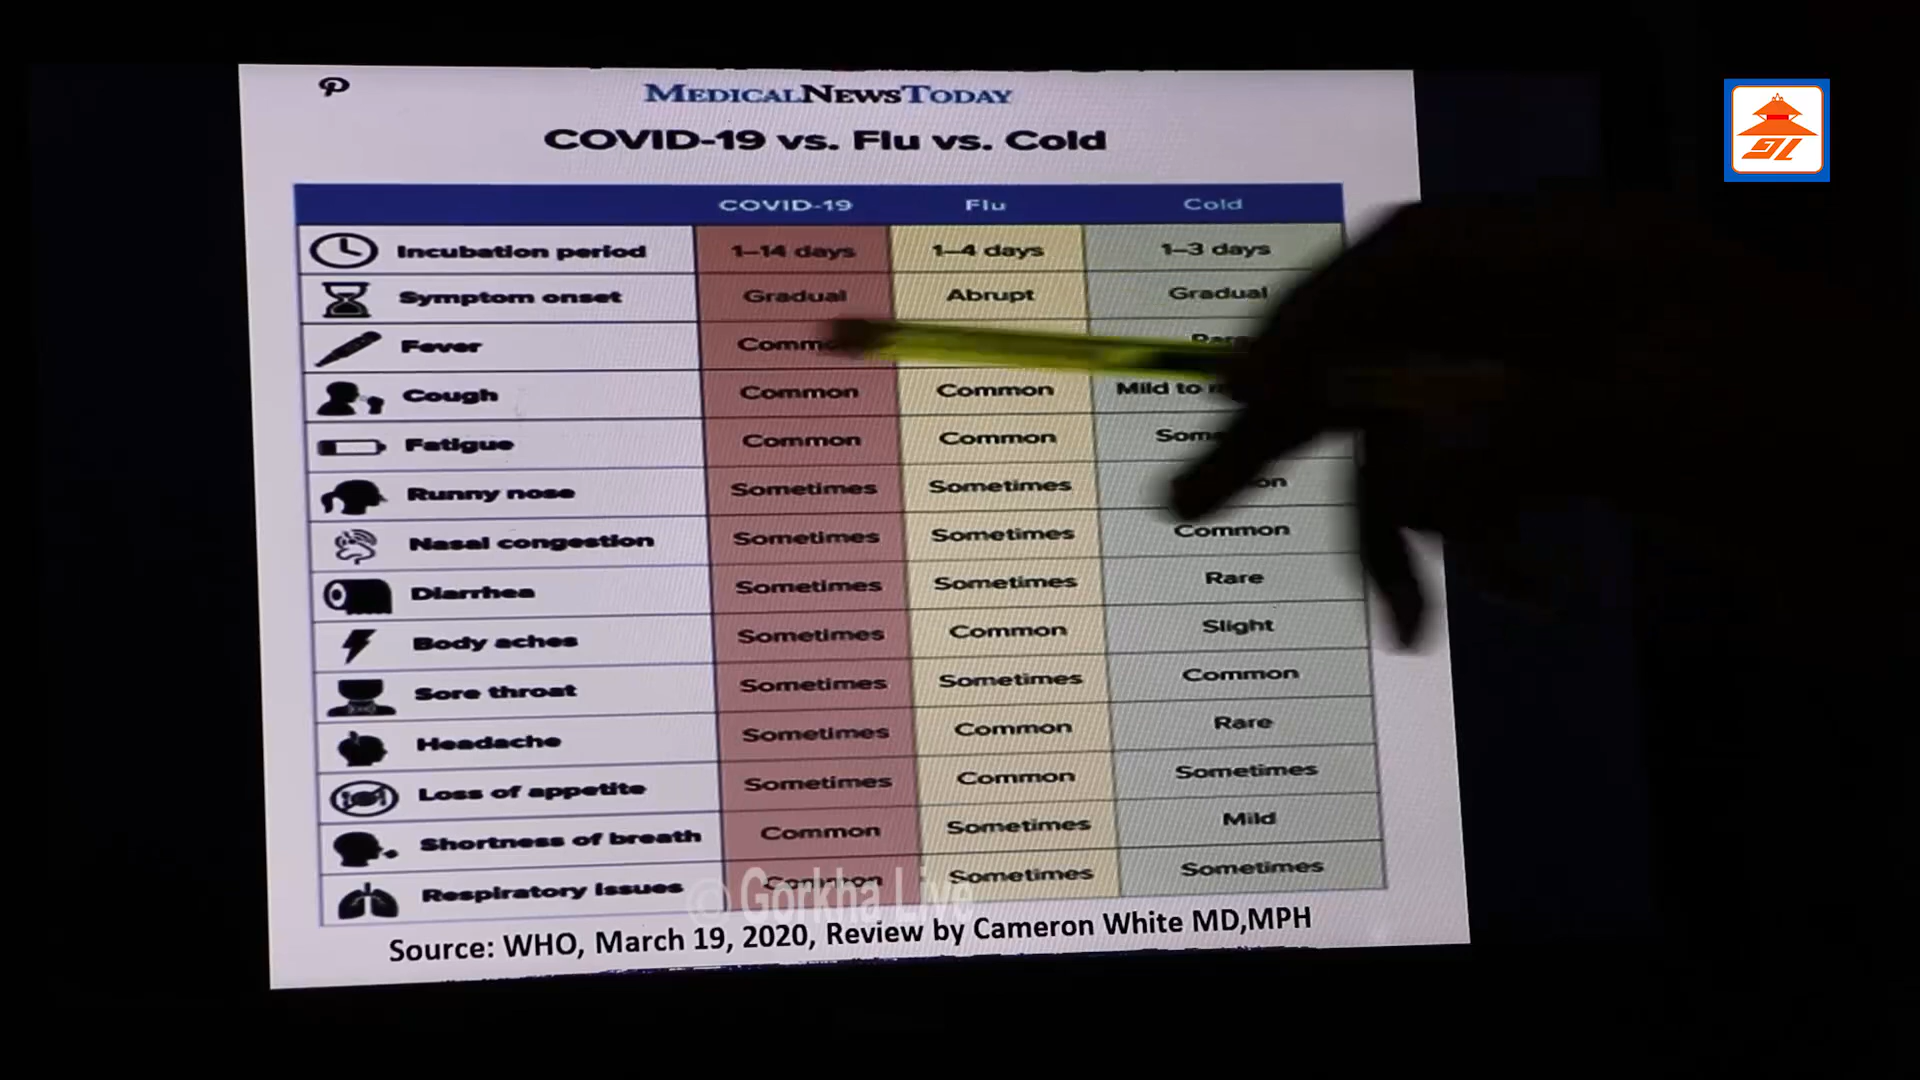 MEDICALNEWSTODAY
COVID-19 vs. Flu vs. Cold
COVID-19 Flu Cold
Incubation period 1–14 days 1–4 days 1–3 days
Symptom onset Gradual Abrupt Gradual
Fever
Cough Common Common Mild to
Fatigue Common Common
Runny nose Sometimes Sometimes
Nasal congestion Sometimes Sometimes Common
Diarrhea Sometimes Sometimes Rare
Body aches Sometimes Common Slight
Sore throat Sometimes Sometimes Common
Headache Sometimes Common Rare
Loss of appetite Sometimes Common Sometimes
Shortness of breath Common Sometimes Mild
Respiratory issues Common Sometimes Sometimes
© Gorkha Live
Source: WHO, March 19, 2020, Review by Cameron White MD,MPH